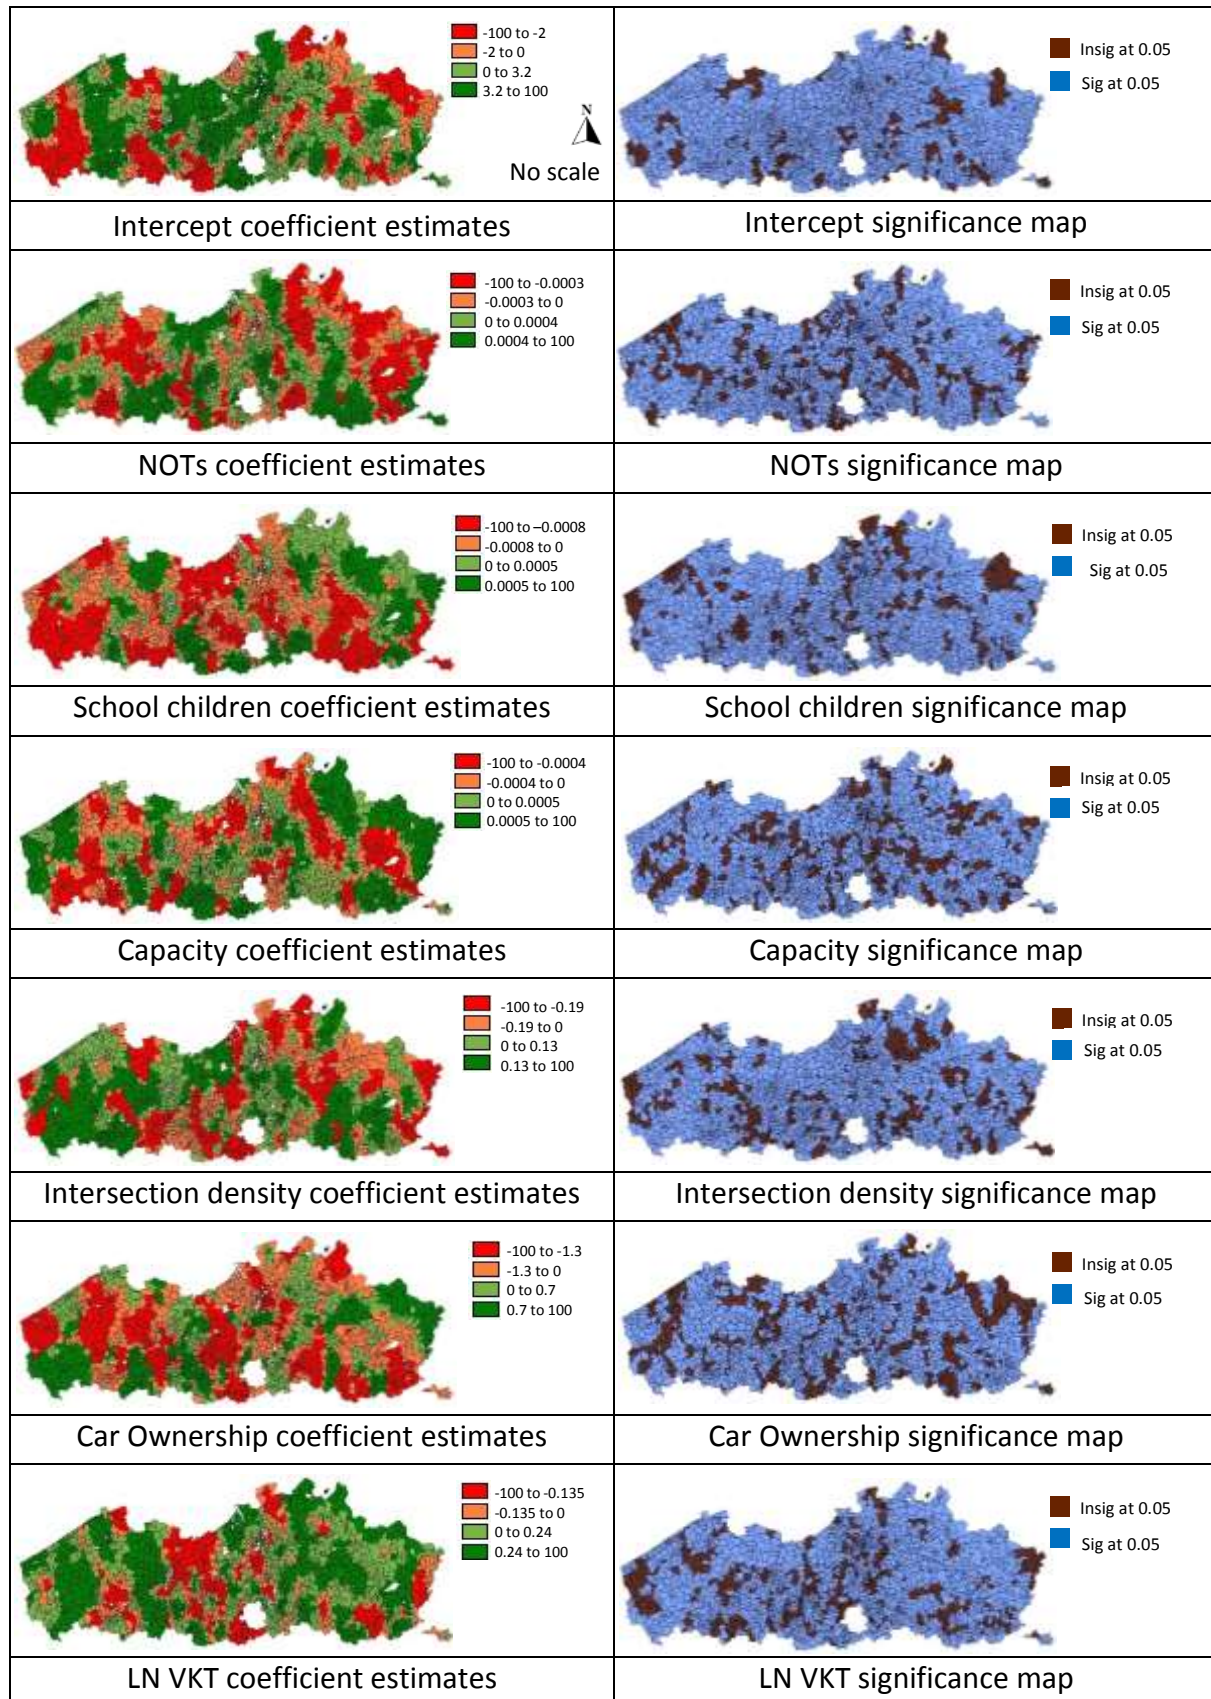 -100 to -2
-2 to 0
0 to 3.2
3.2 to 100
N
No scale
Insig at 0.05
Sig at 0.05
Intercept coefficient estimates
Intercept significance map
-100 to -0.0003
-0.0003 to 0
0 to 0.0004
0.0004 to 100
Insig at 0.05
Sig at 0.05
NOTs coefficient estimates
NOTs significance map
-100 to –0.0008
-0.0008 to 0
0 to 0.0005
0.0005 to 100
Insig at 0.05
Sig at 0.05
School children coefficient estimates
School children significance map
-100 to -0.0004
-0.0004 to 0
0 to 0.0005
0.0005 to 100
Insig at 0.05
Sig at 0.05
Capacity coefficient estimates
Capacity significance map
-100 to -0.19
-0.19 to 0
0 to 0.13
0.13 to 100
Insig at 0.05
Sig at 0.05
Intersection density coefficient estimates
Intersection density significance map
-100 to -1.3
-1.3 to 0
0 to 0.7
0.7 to 100
Insig at 0.05
Sig at 0.05
Car Ownership coefficient estimates
Car Ownership significance map
-100 to -0.135
-0.135 to 0
0 to 0.24
0.24 to 100
Insig at 0.05
Sig at 0.05
LN VKT coefficient estimates
LN VKT significance map